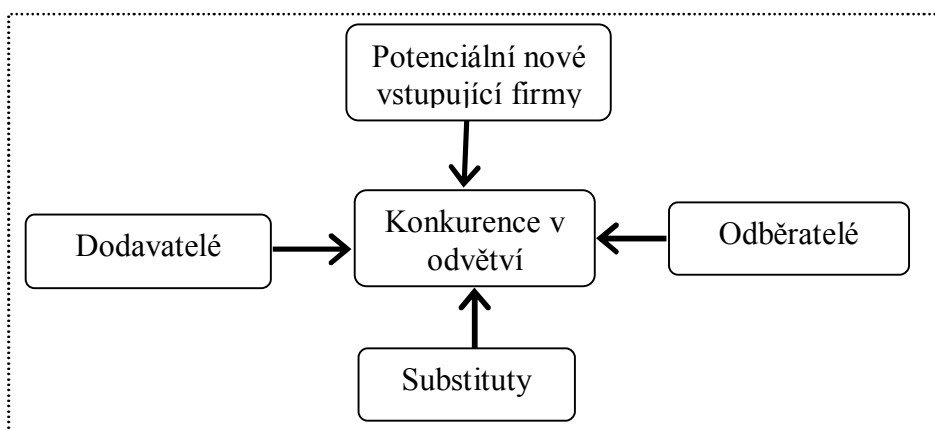 Potenciální nové
vstupující firmy
Dodavatelé
Konkurence v
odvětví
Odběratelé
Substituty